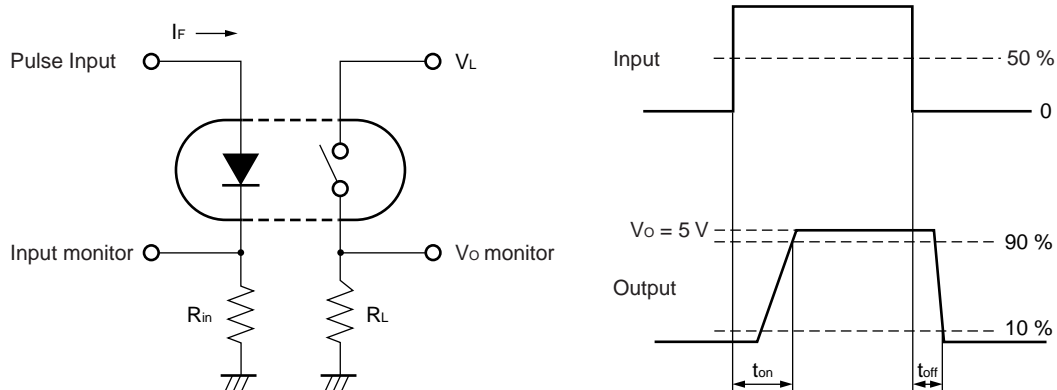 IF
Pulse Input
VL
Input monitor
VO monitor
Rin
RL
Input
50 %
0
VO = 5 V
90 %
Output
10 %
ton
toff